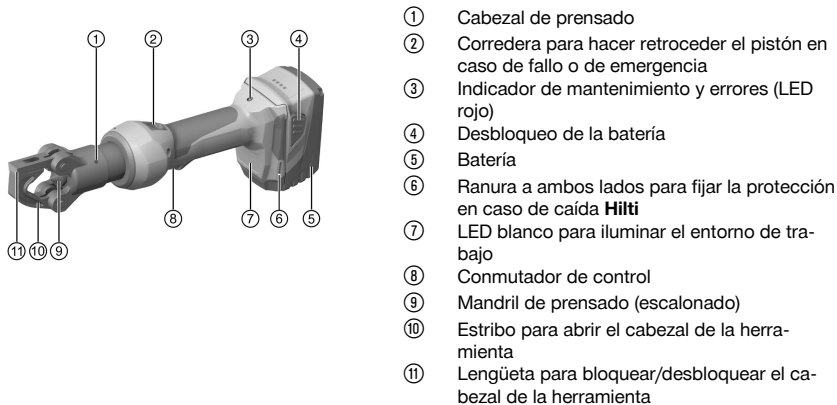 ① ② ③ ④
⑧ ⑦ ⑥ ⑤
⑪ ⑩ ⑨
① Cabezal de prensado
② Corredera para hacer retroceder el pistón en
caso de fallo o de emergencia
③ Indicador de mantenimiento y errores (LED
rojo)
④ Desbloqueo de la batería
⑤ Batería
⑥ Ranura a ambos lados para fijar la protección
en caso de caída Hilti
⑦ LED blanco para iluminar el entorno de tra-
bajo
⑧ Conmutador de control
⑨ Mandril de prensado (escalonado)
⑩ Estribo para abrir el cabezal de la herra-
mienta
⑪ Lengüeta para bloquear/desbloquear el ca-
bezal de la herramienta